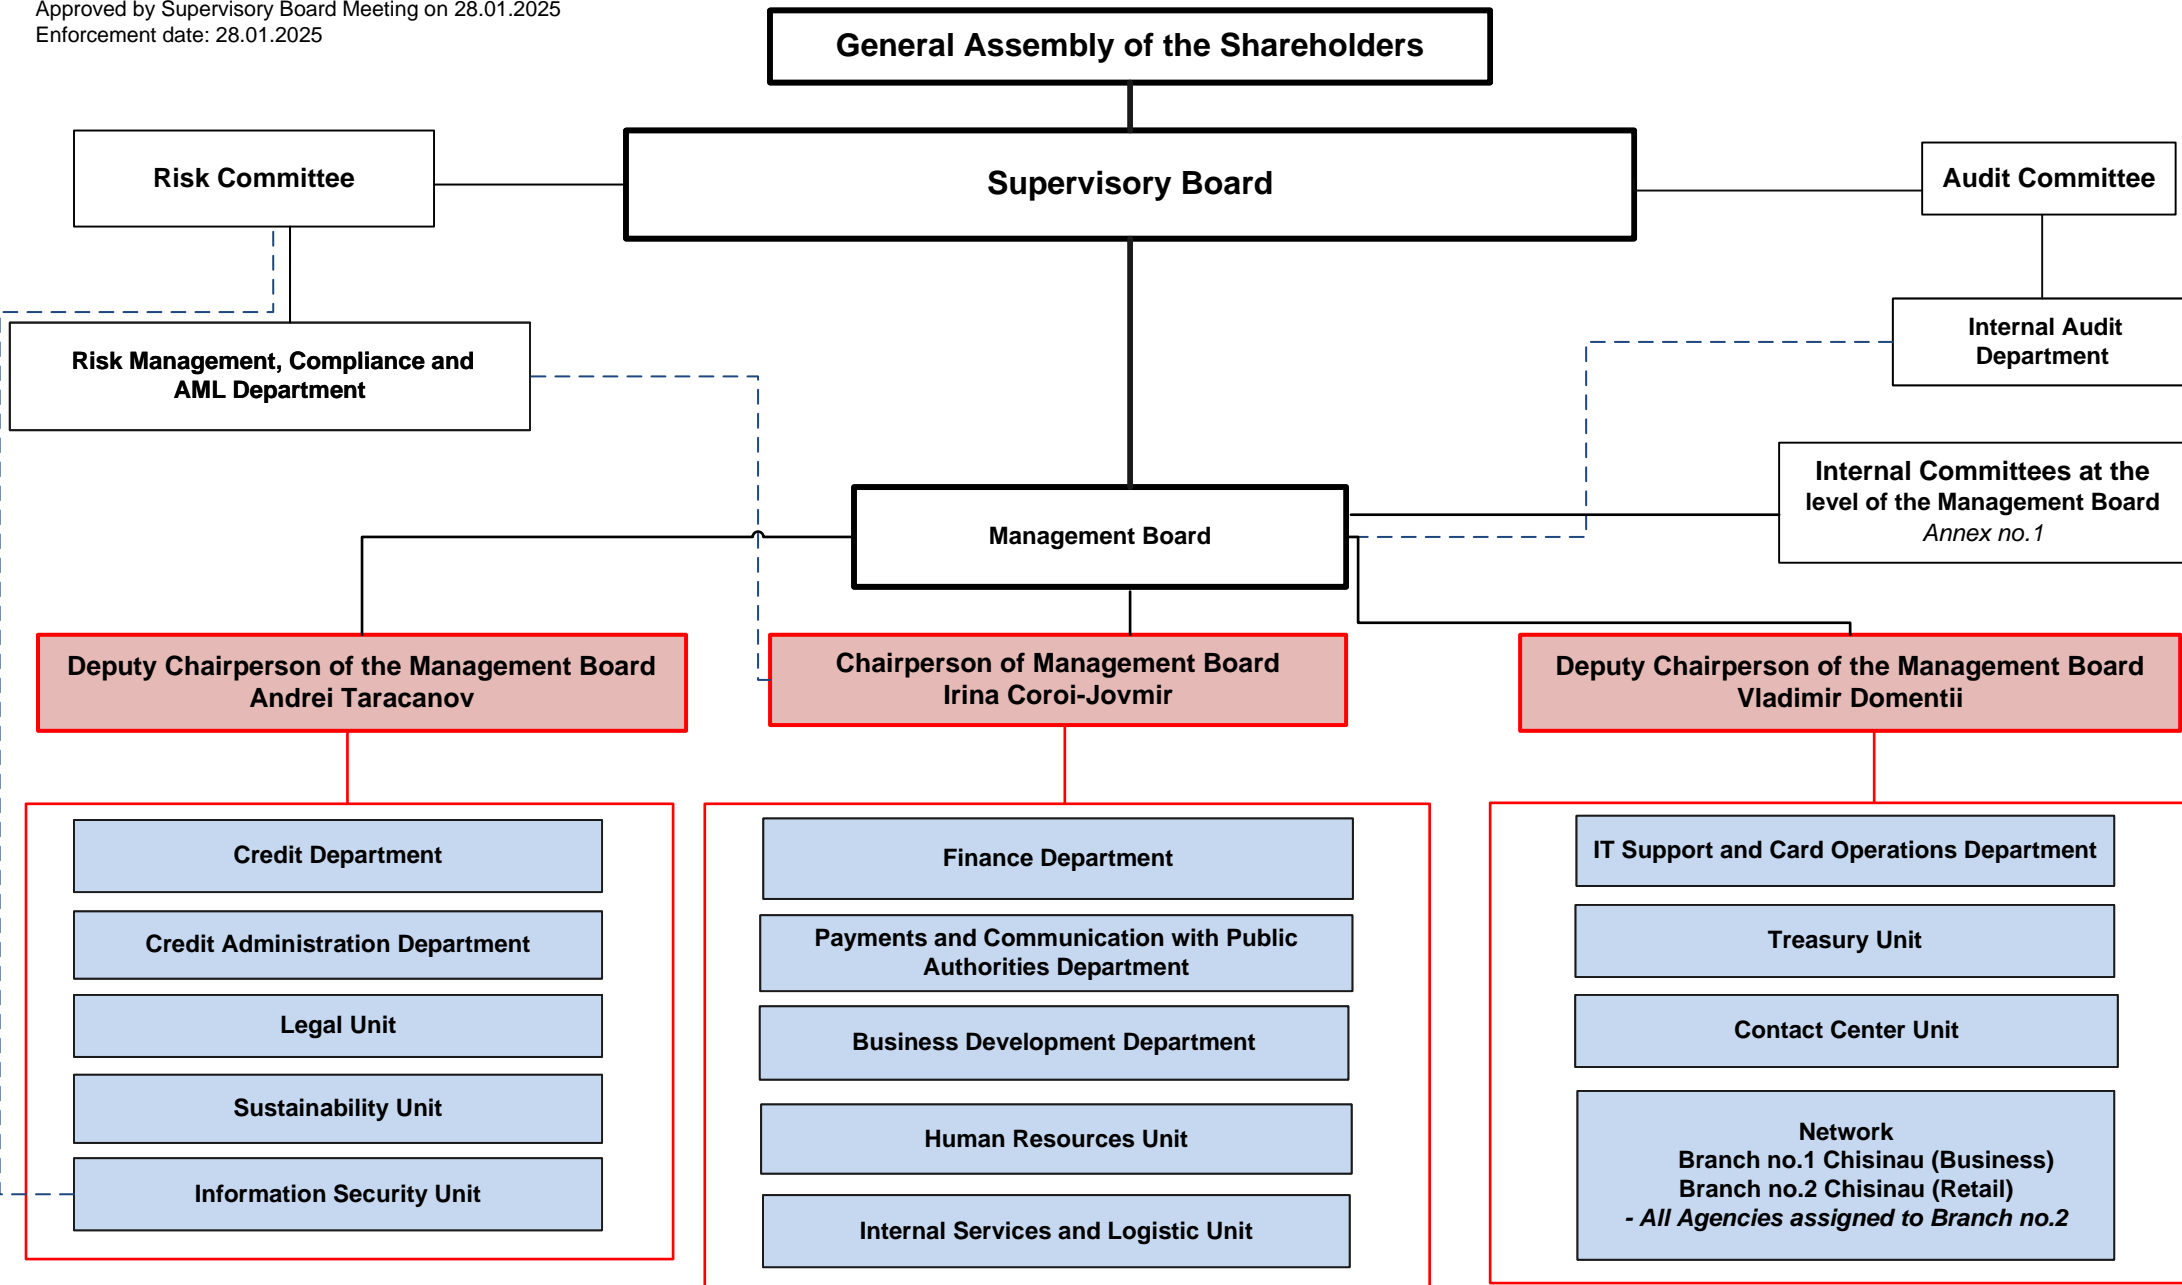 Approved by Supervisory Board Meeting on 28.01.2025
Enforcement date: 28.01.2025
General Assembly of the Shareholders
Risk Committee
Supervisory Board
Audit Committee
Risk Management, Compliance and
AML Department
Internal Audit
Department
Internal Committees at the
level of the Management Board
Annex no.1
Management Board
Deputy Chairperson of the Management Board
Andrei Taracanov
Chairperson of Management Board
Irina Coroi-Jovmir
Deputy Chairperson of the Management Board
Vladimir Domentii
Credit Department
Credit Administration Department
Legal Unit
Sustainability Unit
Information Security Unit
Finance Department
Payments and Communication with Public
Authorities Department
Business Development Department
Human Resources Unit
Internal Services and Logistic Unit
IT Support and Card Operations Department
Treasury Unit
Contact Center Unit
Network
Branch no.1 Chisinau (Business)
Branch no.2 Chisinau (Retail)
- All Agencies assigned to Branch no.2